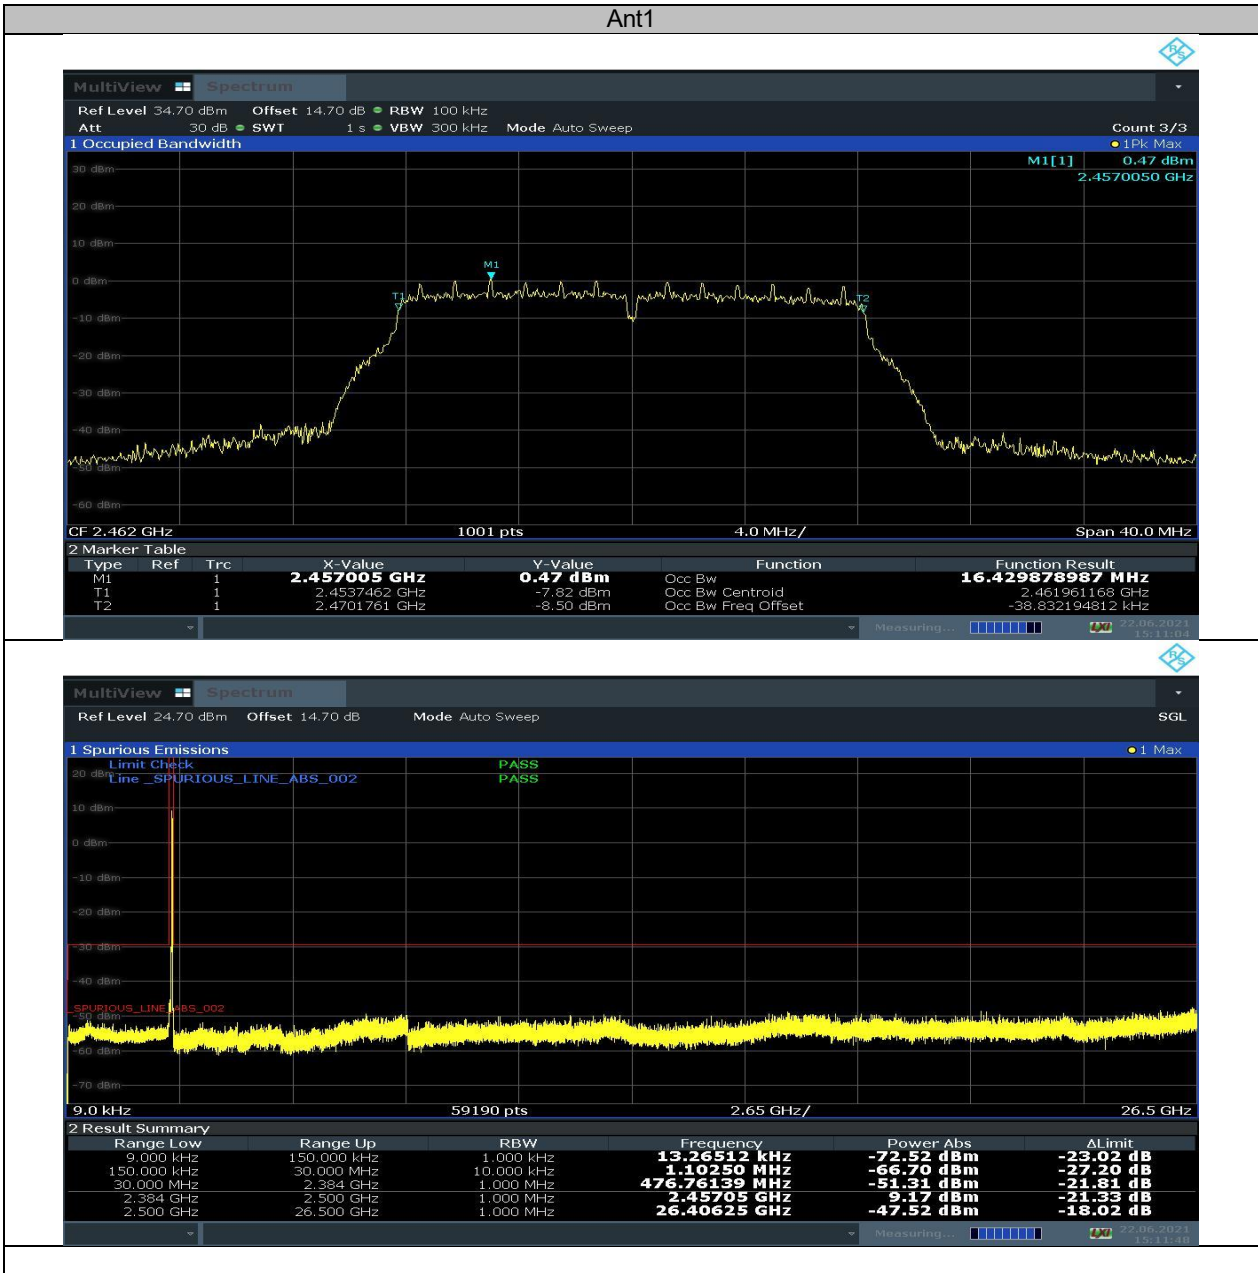 Ant1
R&S
MultiView Spectrum
Ref Level 34.70 dBm Offset 14.70 dB RBW 100 kHz
Att 30 dB SWT 1 s VBW 300 kHz Mode Auto Sweep Count 3/3
1 Occupied Bandwidth 1Pk Max
M1[1] 0.47 dBm
2.4570050 GHz
30 dBm
20 dBm
10 dBm
M1
0 dBm
T1 T2
-10 dBm
-20 dBm
-30 dBm
-40 dBm
-50 dBm
-60 dBm
CF 2.462 GHz 1001 pts 4.0 MHz/ Span 40.0 MHz
2 Marker Table
Type Ref Trc X-Value Y-Value Function Function Result
M1 1 2.457005 GHz 0.47 dBm Occ Bw 16.429878987 MHz
T1 1 2.4537462 GHz -7.82 dBm Occ Bw Centroid 2.461961168 GHz
T2 1 2.4701761 GHz -8.50 dBm Occ Bw Freq Offset -38.832194812 kHz
Measuring... LXI 22.06.2021
15:11:04
R&S
MultiView Spectrum
Ref Level 24.70 dBm Offset 14.70 dB Mode Auto Sweep SGL
1 Spurious Emissions 1 Max
Limit Check PASS
20 dBm Line _SPURIOUS_LINE_ABS_002 PASS
10 dBm
0 dBm
-10 dBm
-20 dBm
-30 dBm
-40 dBm
_SPURIOUS_LINE_ABS_002
-50 dBm
-60 dBm
-70 dBm
9.0 kHz 59190 pts 2.65 GHz/ 26.5 GHz
2 Result Summary
Range Low Range Up RBW Frequency Power Abs ΔLimit
9.000 kHz 150.000 kHz 1.000 kHz 13.26512 kHz -72.52 dBm -23.02 dB
150.000 kHz 30.000 MHz 10.000 kHz 1.10250 MHz -66.70 dBm -27.20 dB
30.000 MHz 2.384 GHz 1.000 MHz 476.76139 MHz -51.31 dBm -21.81 dB
2.384 GHz 2.500 GHz 1.000 MHz 2.45705 GHz 9.17 dBm -21.33 dB
2.500 GHz 26.500 GHz 1.000 MHz 26.40625 GHz -47.52 dBm -18.02 dB
Measuring... LXI 22.06.2021
15:11:48